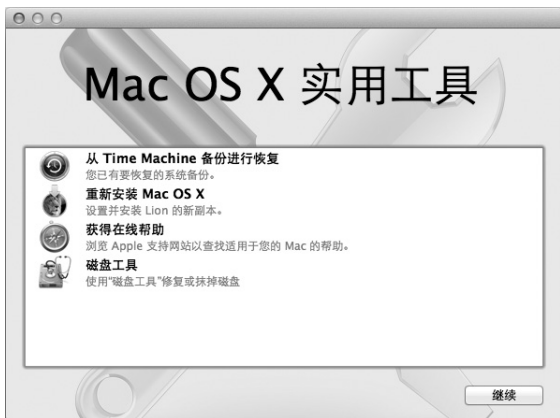 Mac OS X 实用工具
从 Time Machine 备份进行恢复
您已有要恢复的系统备份。
重新安装 Mac OS X
设置并安装 Lion 的新副本。
获得在线帮助
浏览 Apple 支持网站以查找适用于您的 Mac 的帮助。
磁盘工具
使用“磁盘工具”修复或抹掉磁盘
继续